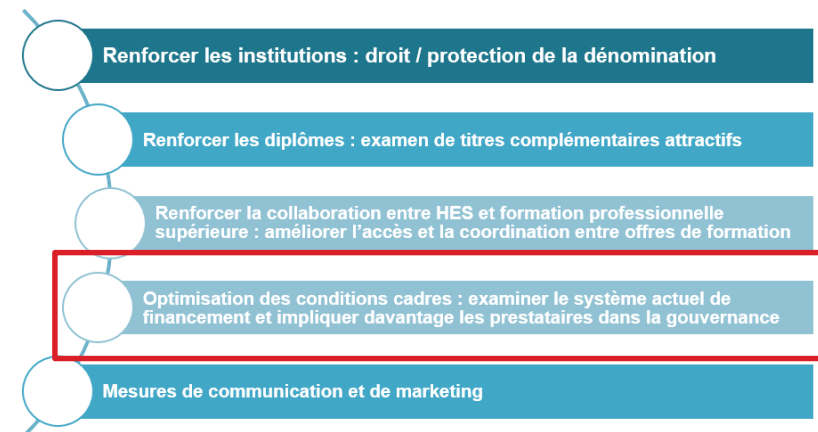 Renforcer les institutions : droit / protection de la dénomination
Renforcer les diplômes : examen de titres complémentaires attractifs
Renforcer la collaboration entre HES et formation professionnelle
supérieure : améliorer l’accès et la coordination entre offres de formation
Optimisation des conditions cadres : examiner le système actuel de
financement et impliquer davantage les prestataires dans la gouvernance
Mesures de communication et de marketing